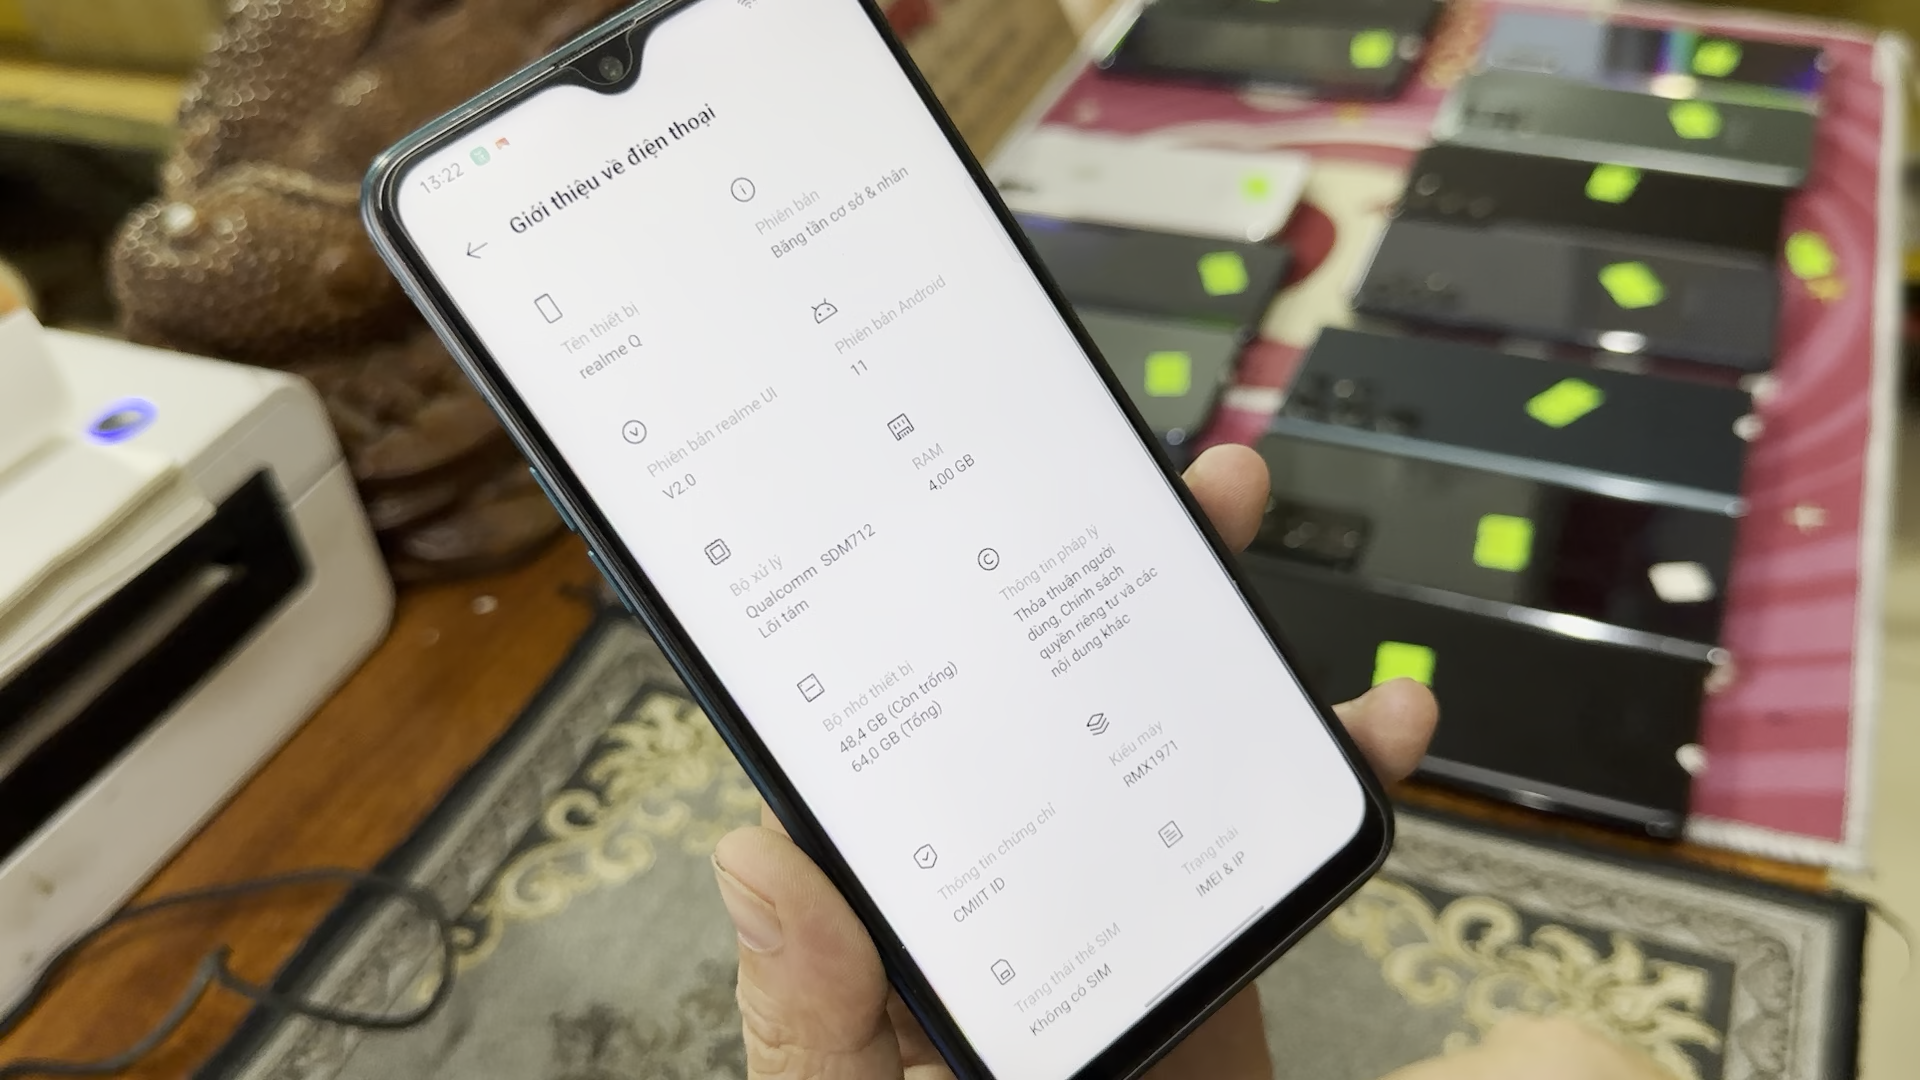 13:22
Giới thiệu về điện thoại
Tên thiết bị
realme Q
Phiên bản
Băng tần cơ sở & nhân
Phiên bản realme UI
V2.0
Phiên bản Android
11
Bộ xử lý
Qualcomm SDM712
Lõi tám
RAM
4,00 GB
Bộ nhớ thiết bị
48,4 GB (Còn trống)
64,0 GB (Tổng)
Thông tin pháp lý
Thỏa thuận người
dùng, Chính sách
quyền riêng tư và các
nội dung khác
Thông tin chứng chỉ
CMIIT ID
Kiểu máy
RMX1971
Trạng thái thẻ SIM
Không có SIM
Trạng thái
IMEI & IP